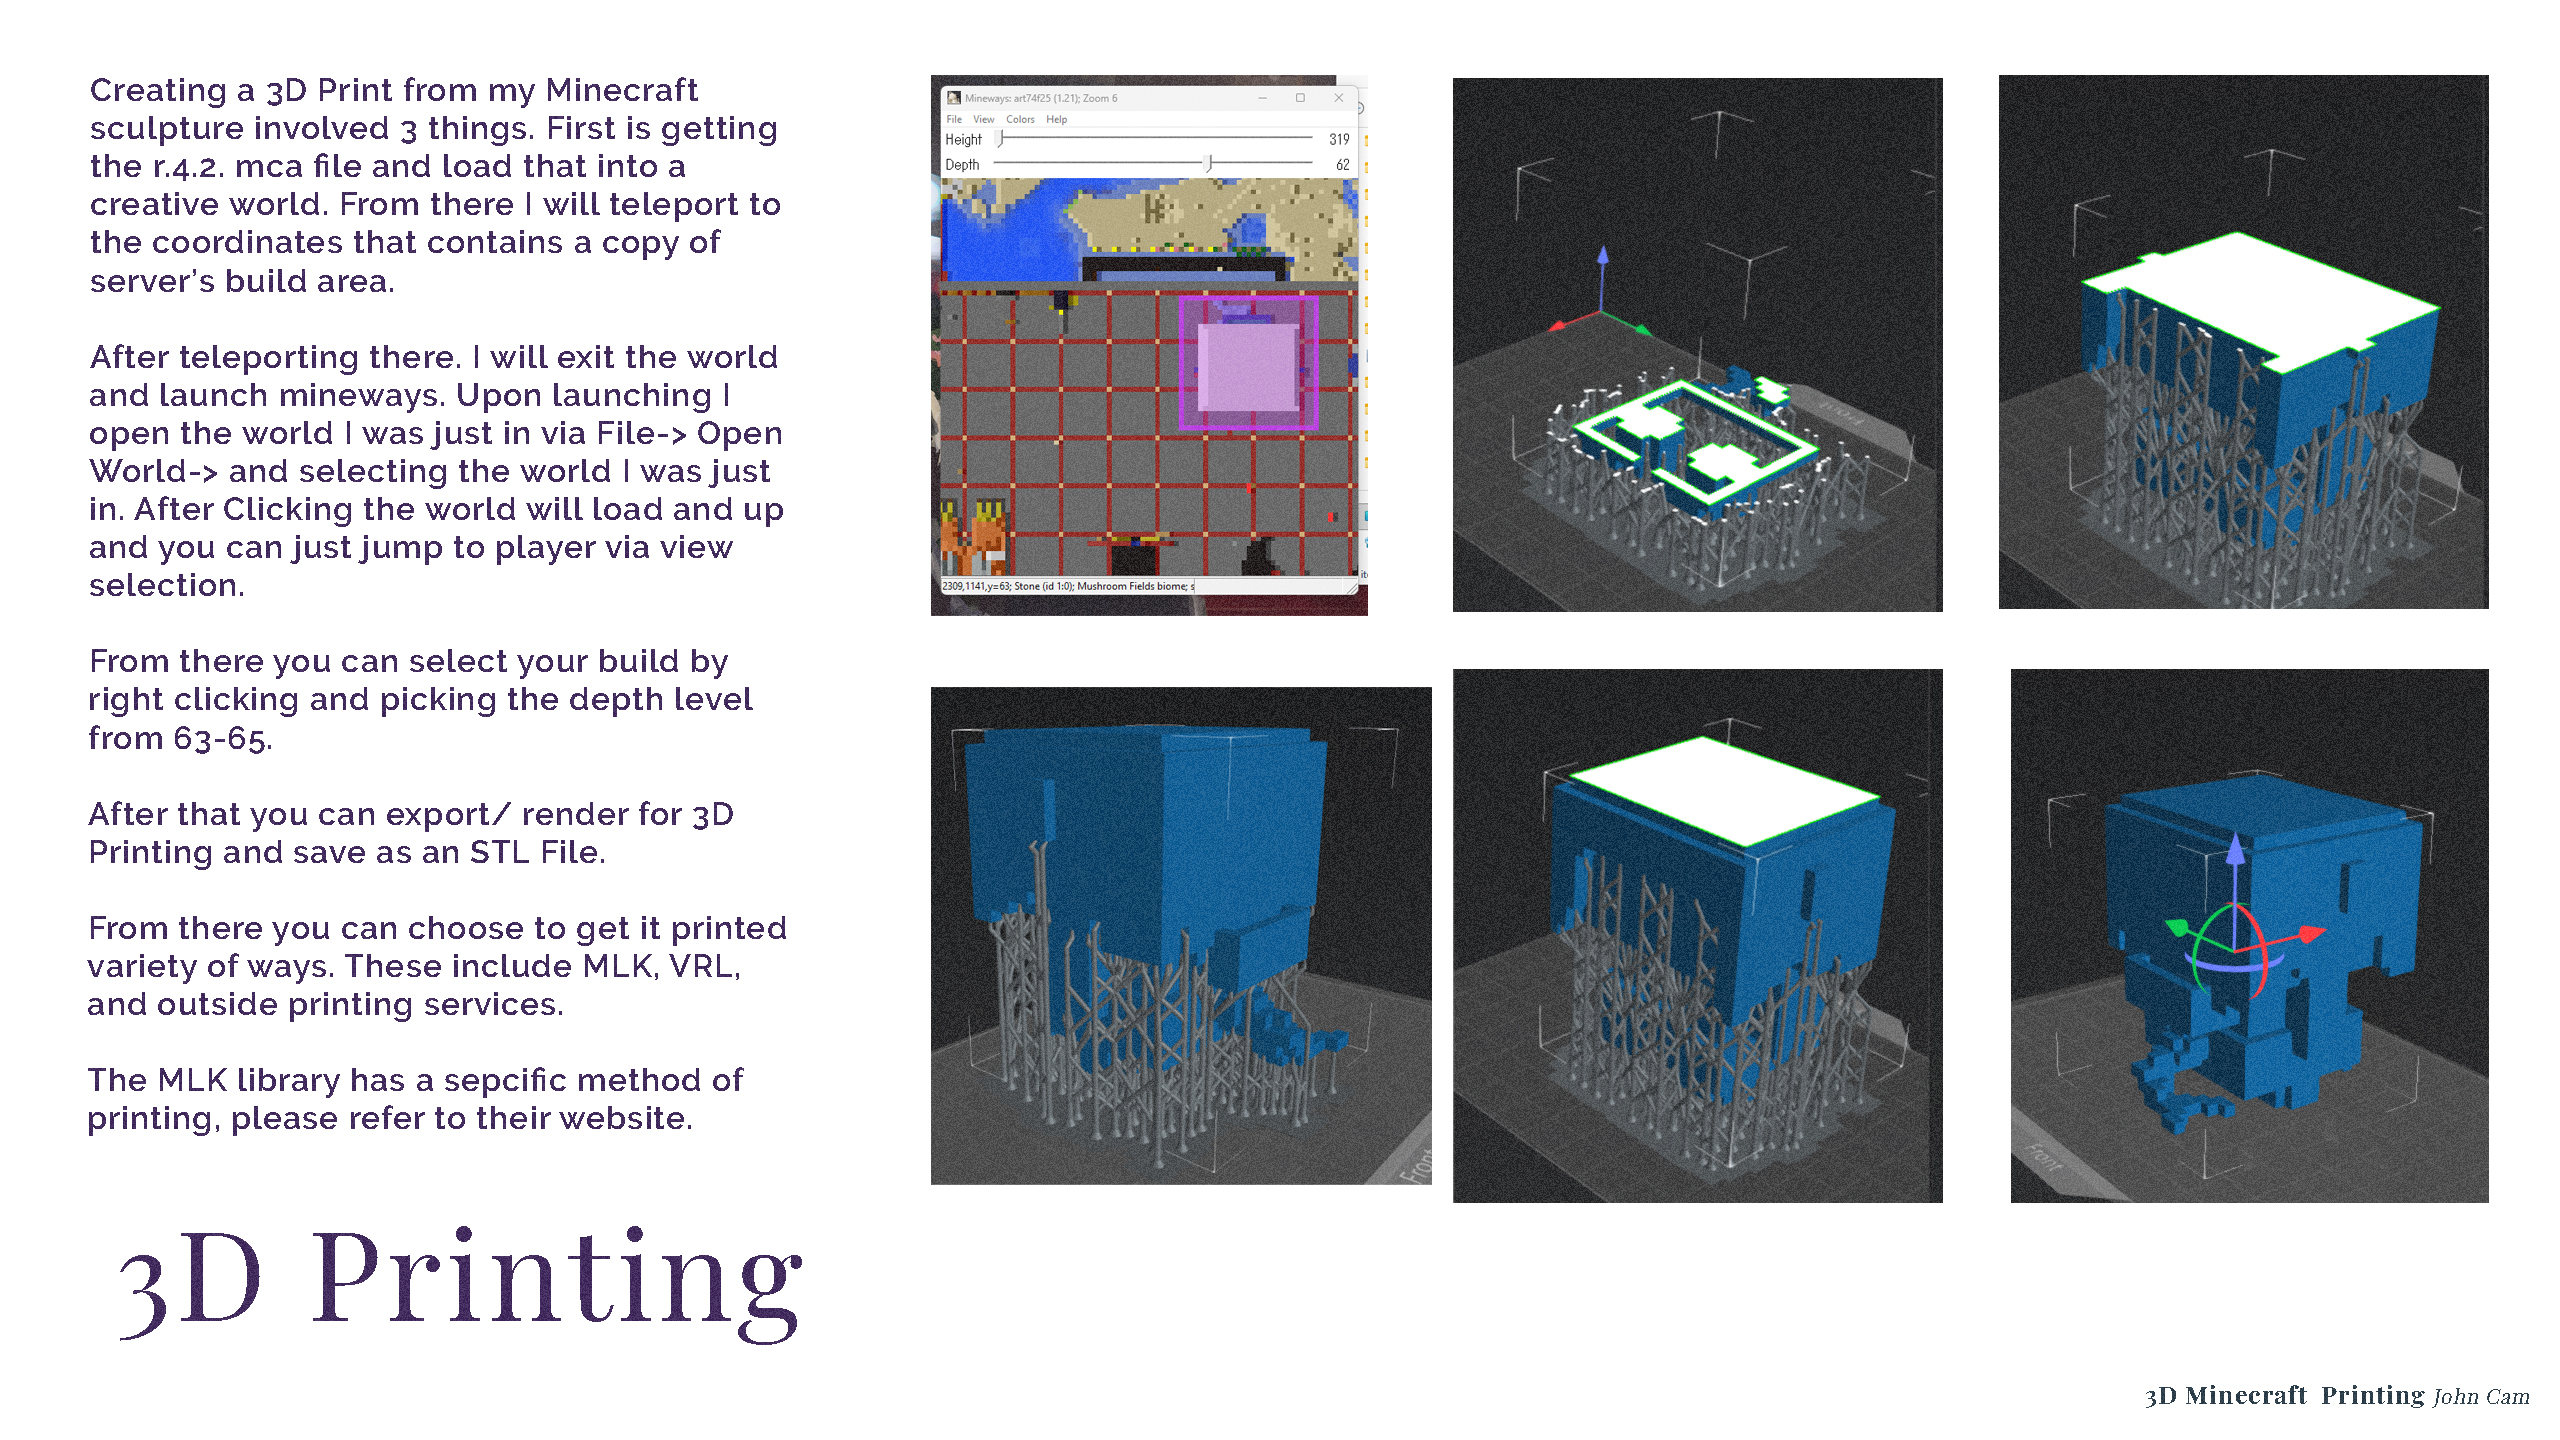 Creating a 3D Print from my Minecraft
sculpture involved 3 things. First is getting
the r.4.2. mca file and load that into a
creative world. From there I will teleport to
the coordinates that contains a copy of
server's build area.
After teleporting there. I will exit the world
and launch mineways. Upon launching I
open the world I was just in via File-> Open
World-> and selecting the world I was just
in. After Clicking the world will load and up
and you can just jump to player via view
selection.
From there you can select your build by
right clicking and picking the depth level
from 63-65.
After that you can export/ render for 3D
Printing and save as an STL File.
From there you can choose to get it printed
variety of ways. These include MLK, VRL,
and outside printing services.
The MLK library has a sepcific method of
printing, please refer to their website.
3D Printing
Mineways: art74f25 (1.21); Zoom 6
File View Colors Help
Height 319
Depth 62
2309,1141,y=63; Stone (id 1:0); Mushroom Fields biome; s
Front
Front
3D Minecraft Printing John Cam